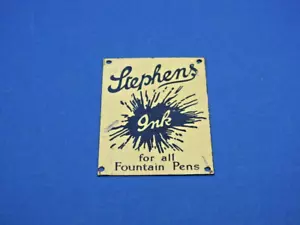 Stephens
Ink
for all
Fountain Pens